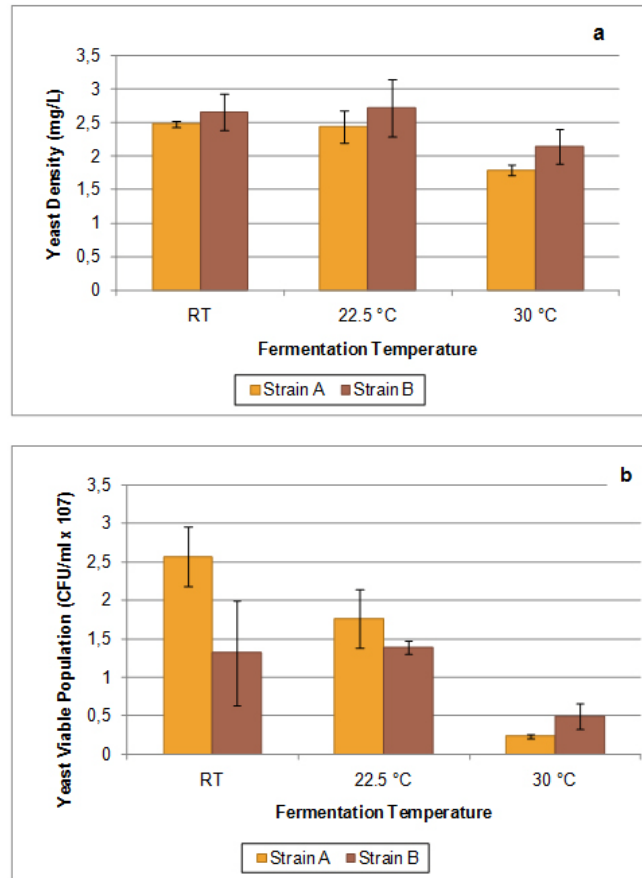 a
3,5
3
2,5
2
1,5
1
0,5
0
Yeast Density (mg/L)
RT 22.5 °C 30 °C
Fermentation Temperature
Strain A Strain B
b
3,5
3
2,5
2
1,5
1
0,5
0
Yeast Viable Population (CFU/ml x 107)
RT 22.5 °C 30 °C
Fermentation Temperature
Strain A Strain B